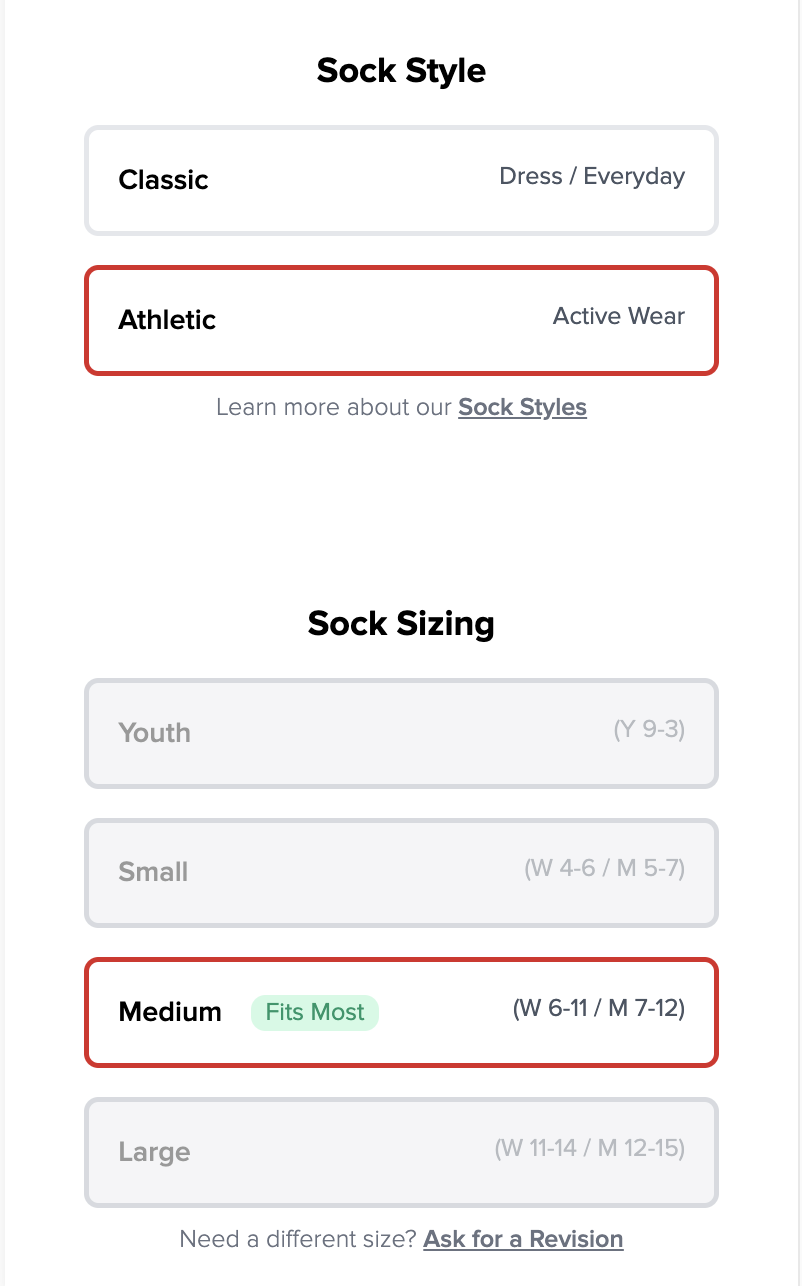 Sock Style
Classic Dress / Everyday
Athletic Active Wear
Learn more about our Sock Styles
Sock Sizing
Youth (Y 9-3)
Small (W 4-6 / M 5-7)
Medium Fits Most (W 6-11 / M 7-12)
Large (W 11-14 / M 12-15)
Need a different size? Ask for a Revision